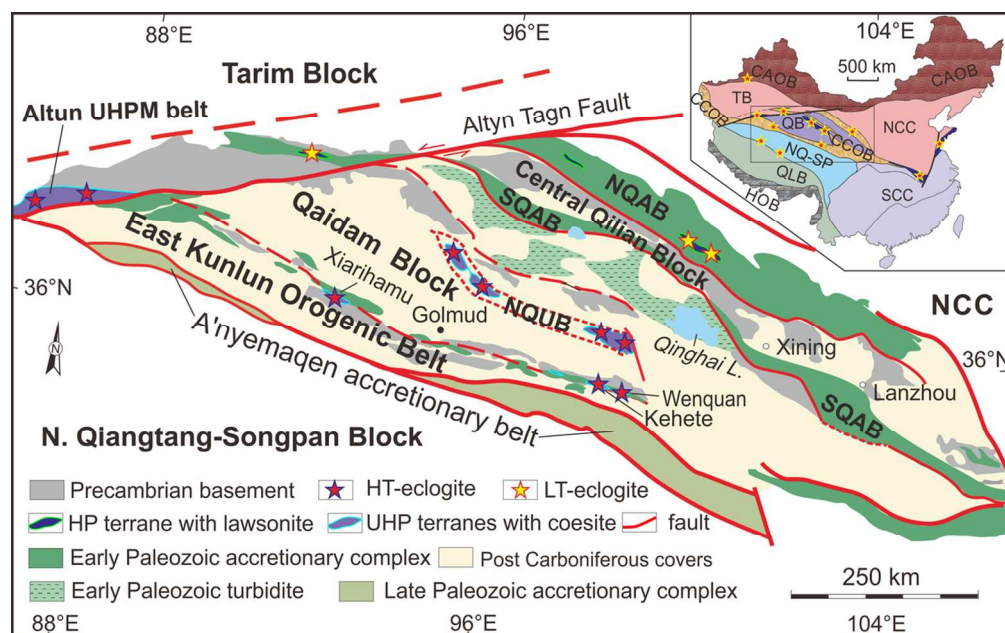 88°E
96°E
104°E
500 km
CAOB
CAOB
TB
CCOB
QB
CCOB
NCC
NQ-SP
QLB
HOB
SCC
Tarim Block
Altun UHPM belt
Altyn Tagn Fault
NQAB
Central Qilian Block
SQAB
Qaidam Block
East Kunlun Orogenic Belt
Xiarihamu
36°N
Golmud
NQUB
NCC
Qinghai L.
Xining
36°N
Lanzhou
A'nyemaqen accretionary belt
Wenquan
Kehete
SQAB
N
N. Qiangtang-Songpan Block
Precambrian basement
HT-eclogite
LT-eclogite
HP terrane with lawsonite
UHP terranes with coesite
fault
Early Paleozoic accretionary complex
Post Carboniferous covers
Early Paleozoic turbidite
Late Paleozoic accretionary complex
250 km
88°E
96°E
104°E